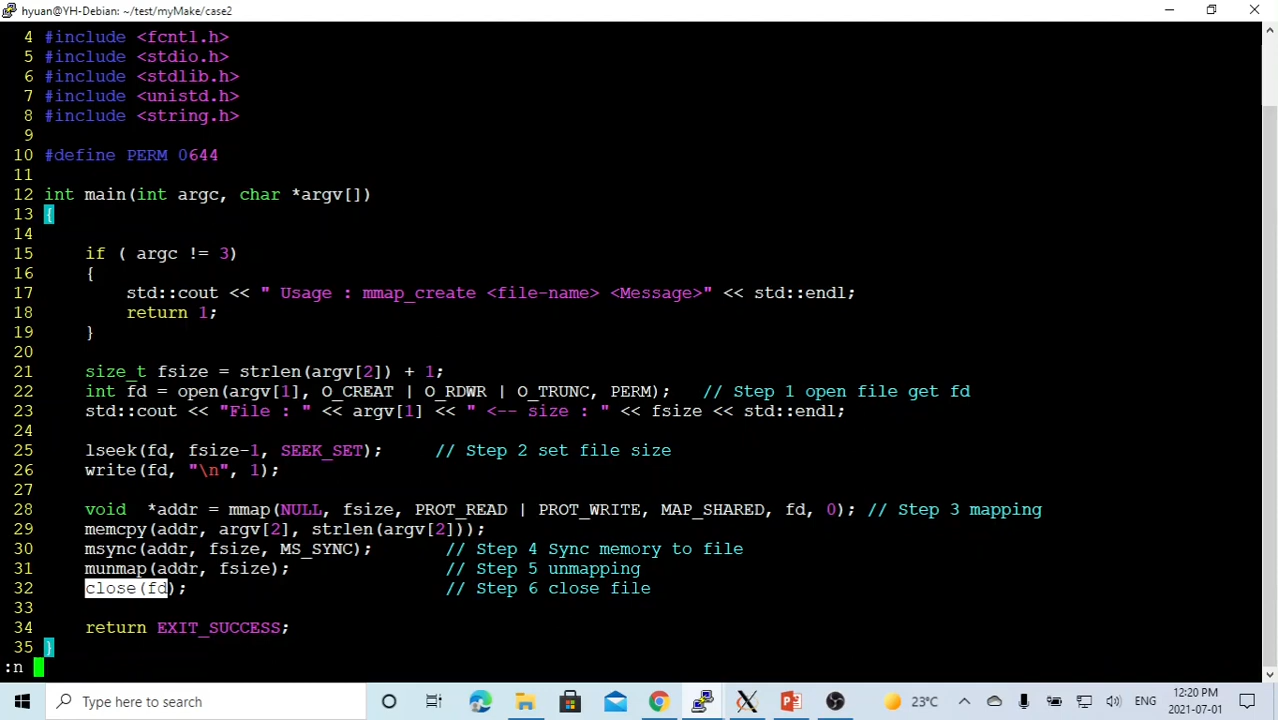 hyuan@YH-Debian: ~/test/myMake/case2
4 #include <fcntl.h>
5 #include <stdio.h>
6 #include <stdlib.h>
7 #include <unistd.h>
8 #include <string.h>
9
10 #define PERM 0644
11
12 int main(int argc, char *argv[])
13 {
14
15     if ( argc != 3)
16     {
17         std::cout << " Usage : mmap_create <file-name> <Message>" << std::endl;
18         return 1;
19     }
20
21     size_t fsize = strlen(argv[2]) + 1;
22     int fd = open(argv[1], O_CREAT | O_RDWR | O_TRUNC, PERM);   // Step 1 open file get fd
23     std::cout << "File : " << argv[1] << " <-- size : " << fsize << std::endl;
24
25     lseek(fd, fsize-1, SEEK_SET);     // Step 2 set file size
26     write(fd, "\n", 1);
27
28     void  *addr = mmap(NULL, fsize, PROT_READ | PROT_WRITE, MAP_SHARED, fd, 0); // Step 3 mapping
29     memcpy(addr, argv[2], strlen(argv[2]));
30     msync(addr, fsize, MS_SYNC);       // Step 4 Sync memory to file
31     munmap(addr, fsize);               // Step 5 unmapping
32     close(fd);                         // Step 6 close file
33
34     return EXIT_SUCCESS;
35 }
:n
Type here to search
23°C
ENG
12:20 PM
2021-07-01